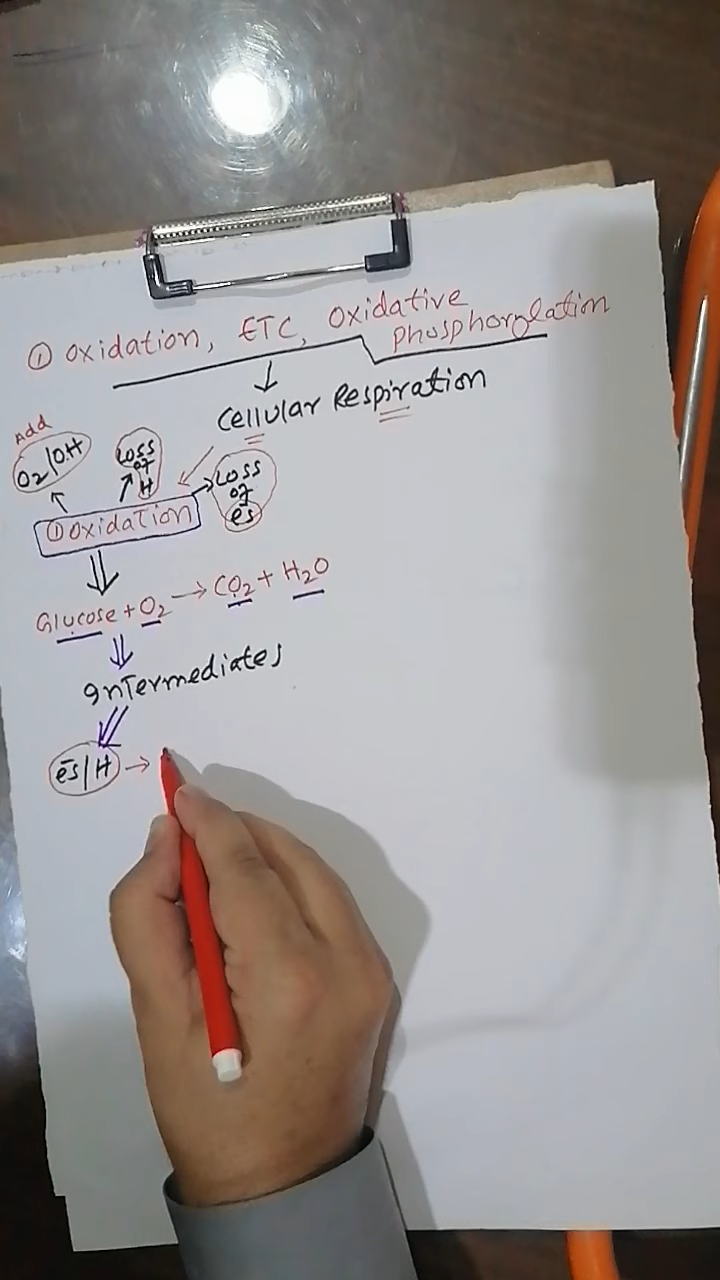 ① Oxidation, ETC, Oxidative
phosphorylation
Cellular Respiration
Add
O2/OH
Loss
of
H
Loss
of
es
① Oxidation
Glucose + O2 → CO2 + H2O
Intermediates
ēs/H →